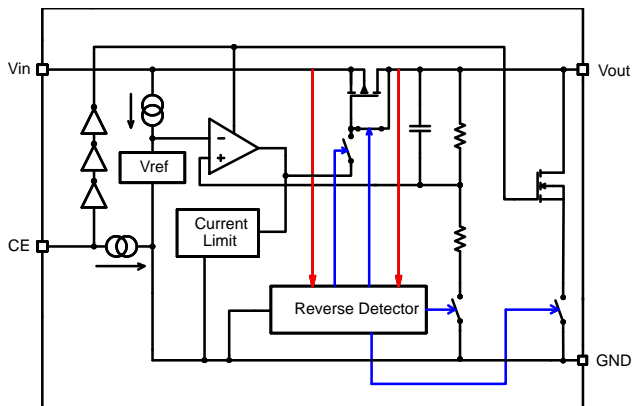 Vin
Vout
−
+
Vref
Current
Limit
CE
Reverse Detector
GND